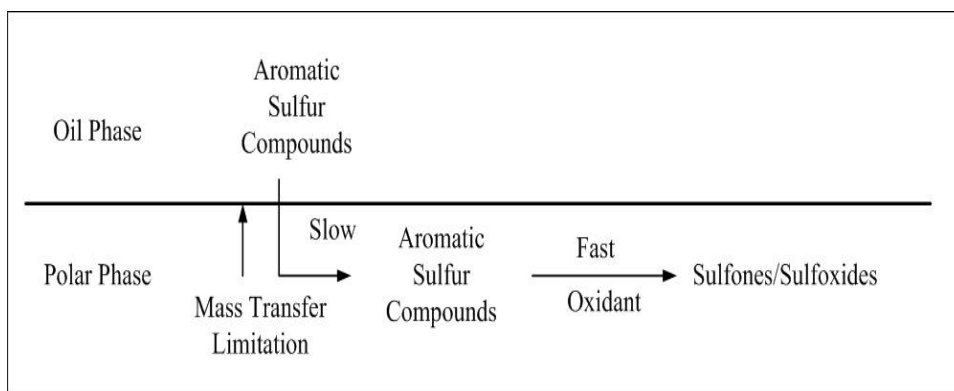 Aromatic
Sulfur
Compounds
Oil Phase
Slow
Aromatic
Sulfur
Compounds
Fast
Oxidant
Sulfones/Sulfoxides
Polar Phase
Mass Transfer
Limitation